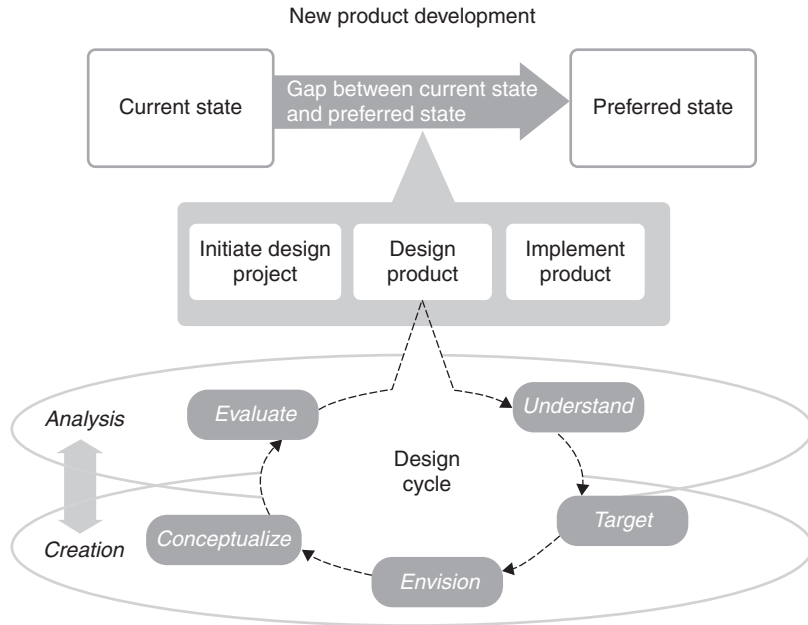 New product development
Current state
Gap between current state
and preferred state
Preferred state
Initiate design
project
Design
product
Implement
product
Analysis
Evaluate
Understand
Design
cycle
Creation
Conceptualize
Target
Envision